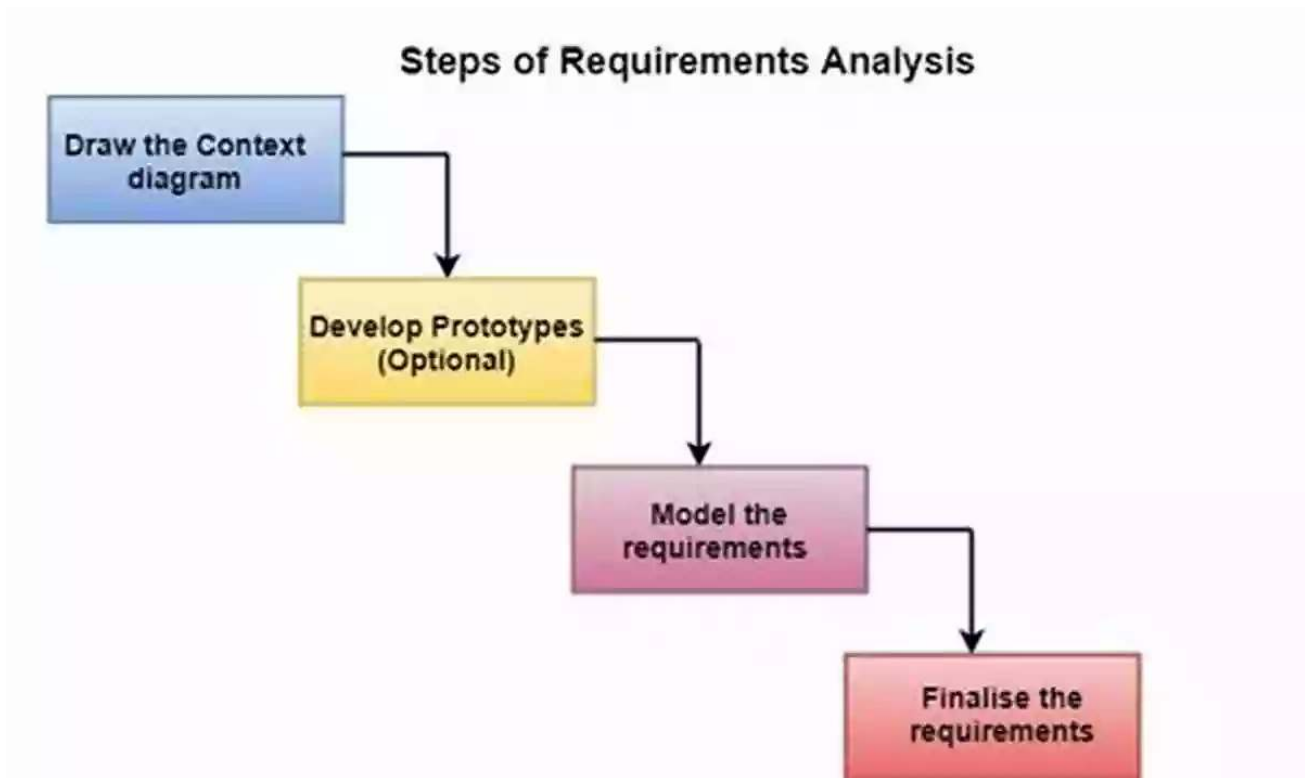 Steps of Requirements Analysis
Draw the Context
diagram
Develop Prototypes
(Optional)
Model the
requirements
Finalise the
requirements